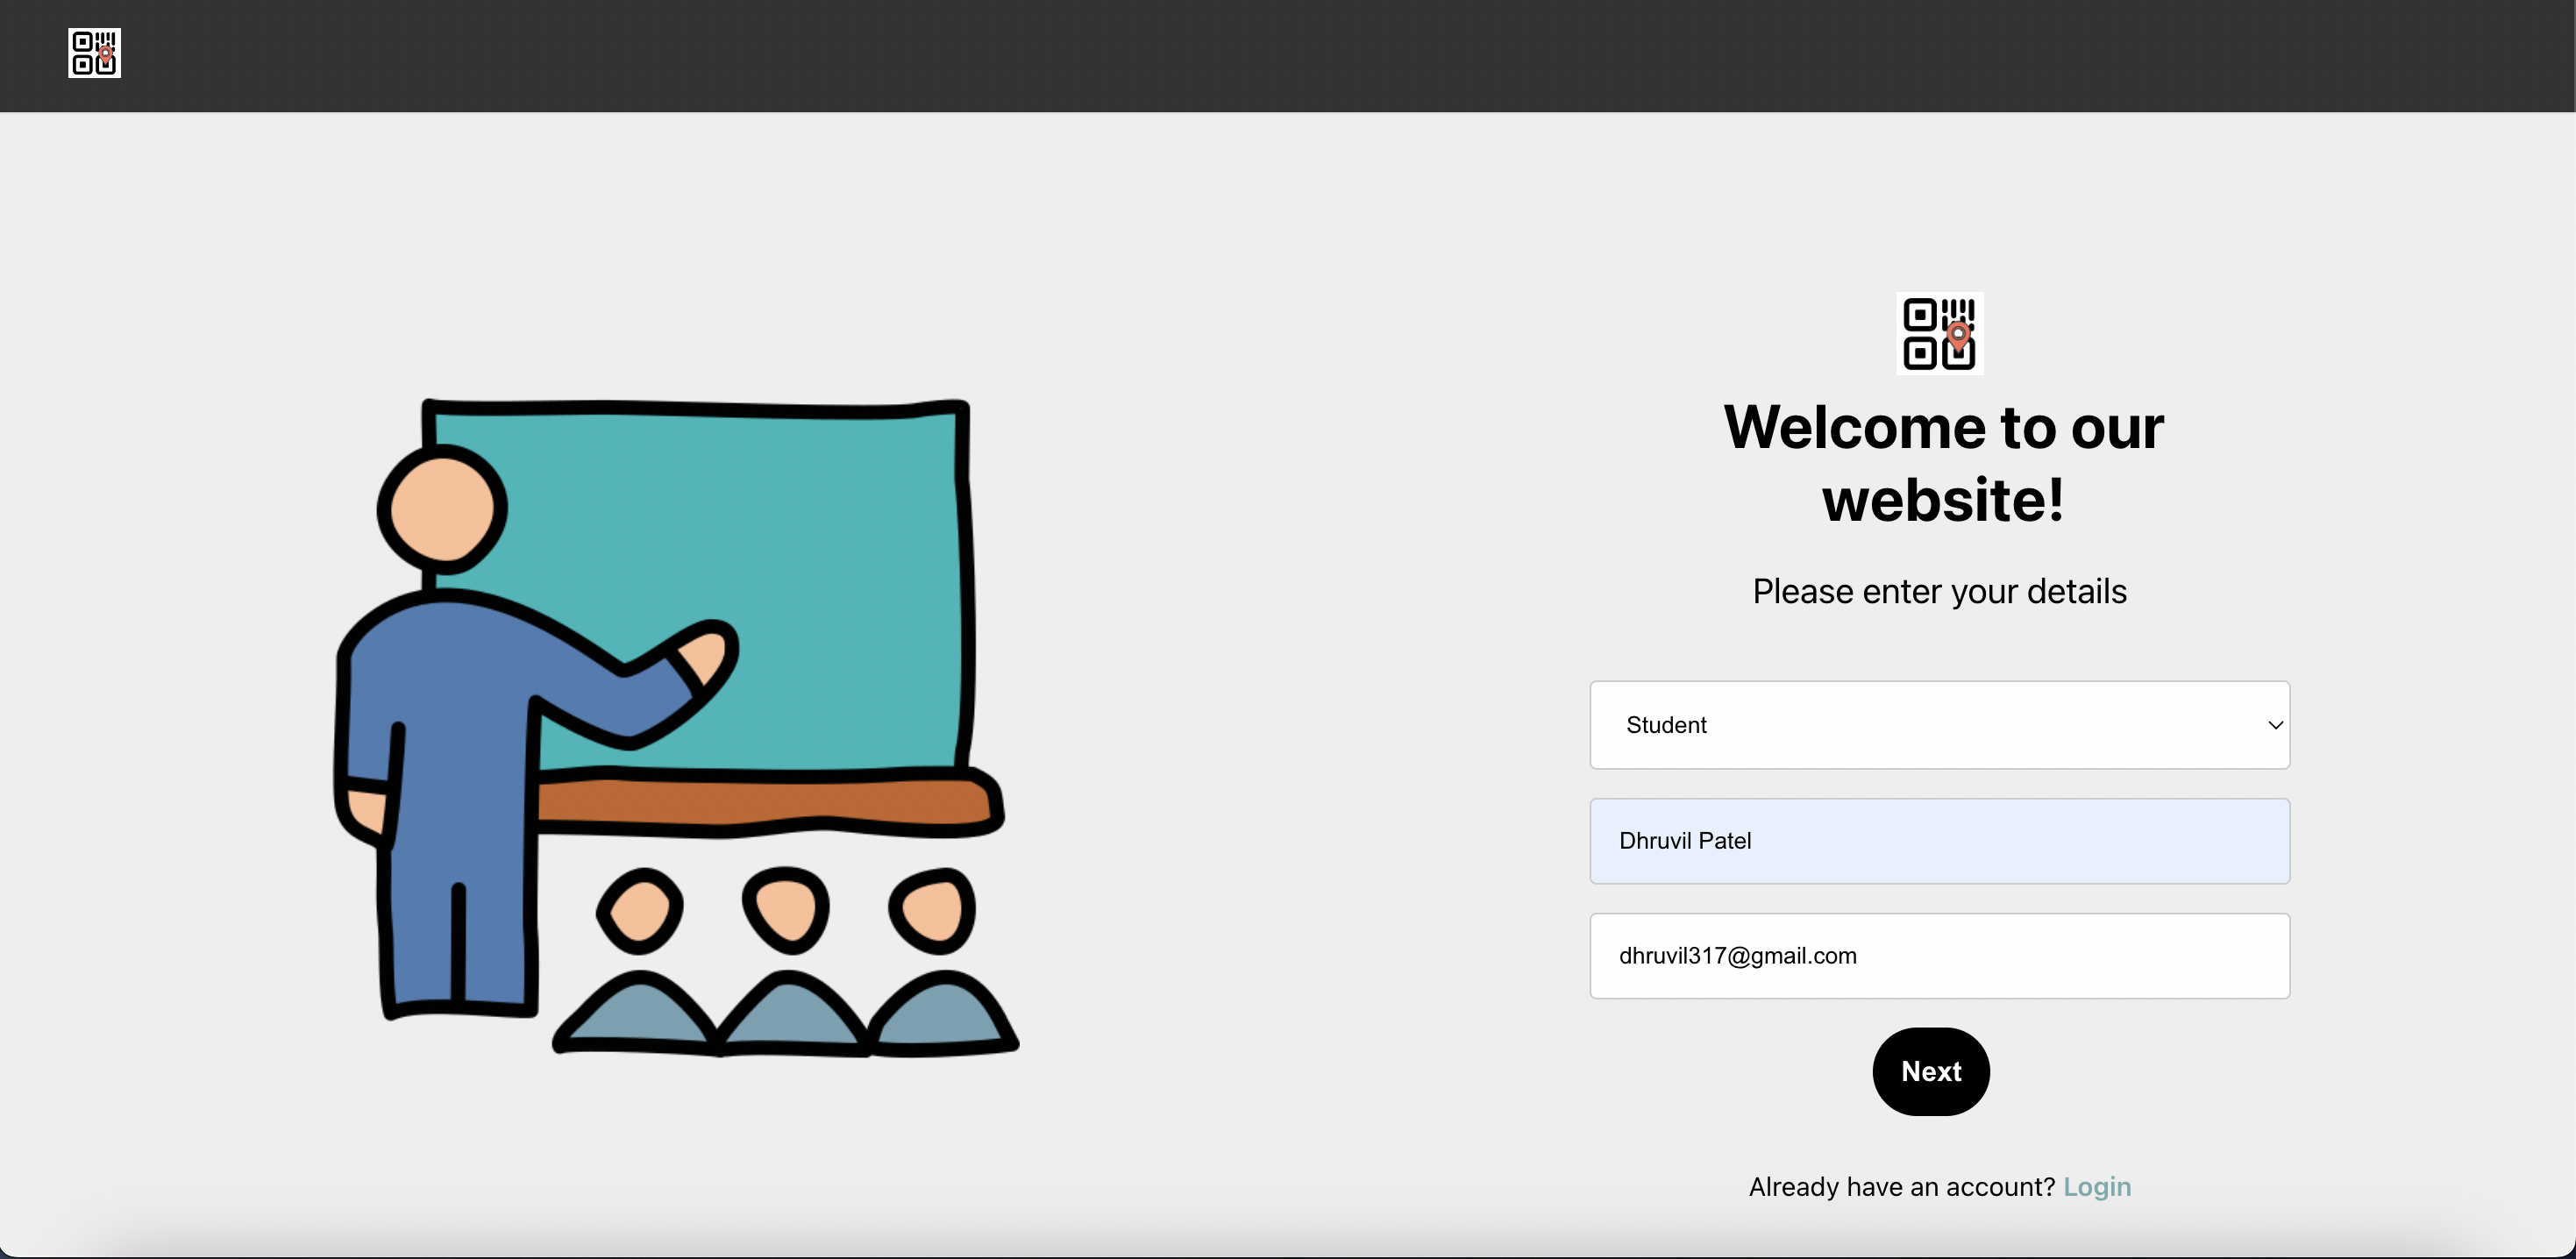 Welcome to our
website!
Please enter your details
Student
Dhruvil Patel
dhruvil317@gmail.com
Next
Already have an account? Login